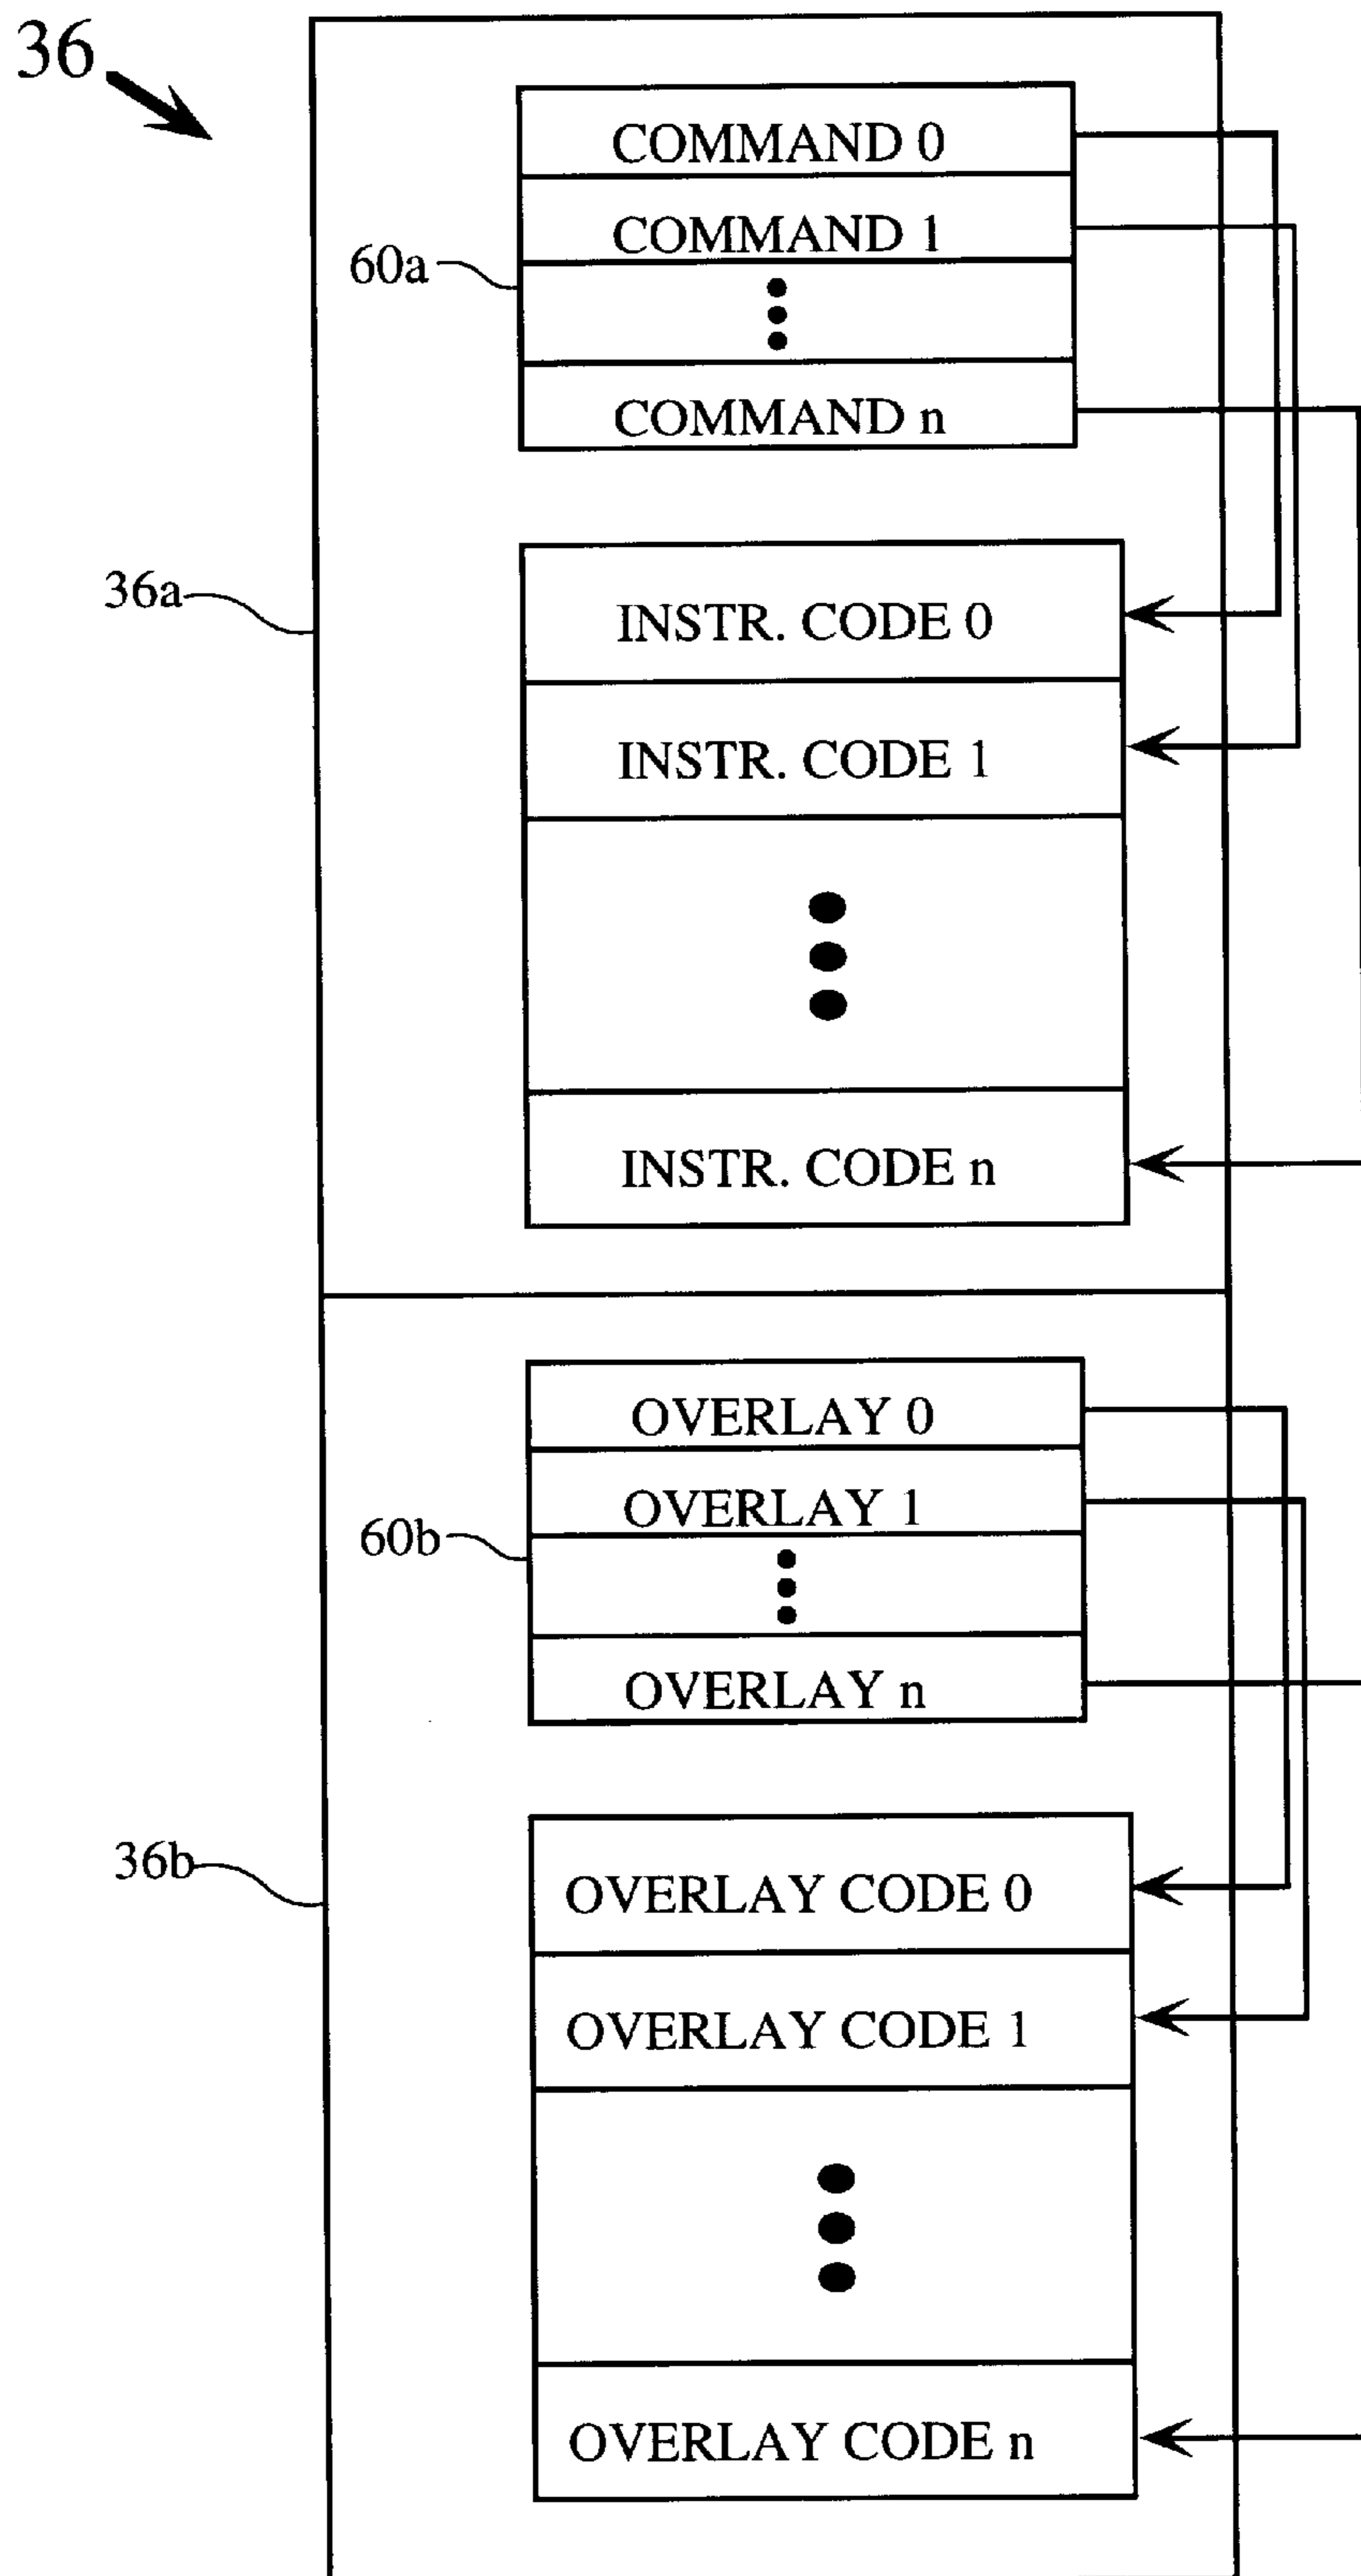 36
COMMAND 0
COMMAND 1
60a
COMMAND n
36a
INSTR. CODE 0
INSTR. CODE 1
INSTR. CODE n
OVERLAY 0
OVERLAY 1
60b
OVERLAY n
36b
OVERLAY CODE 0
OVERLAY CODE 1
OVERLAY CODE n